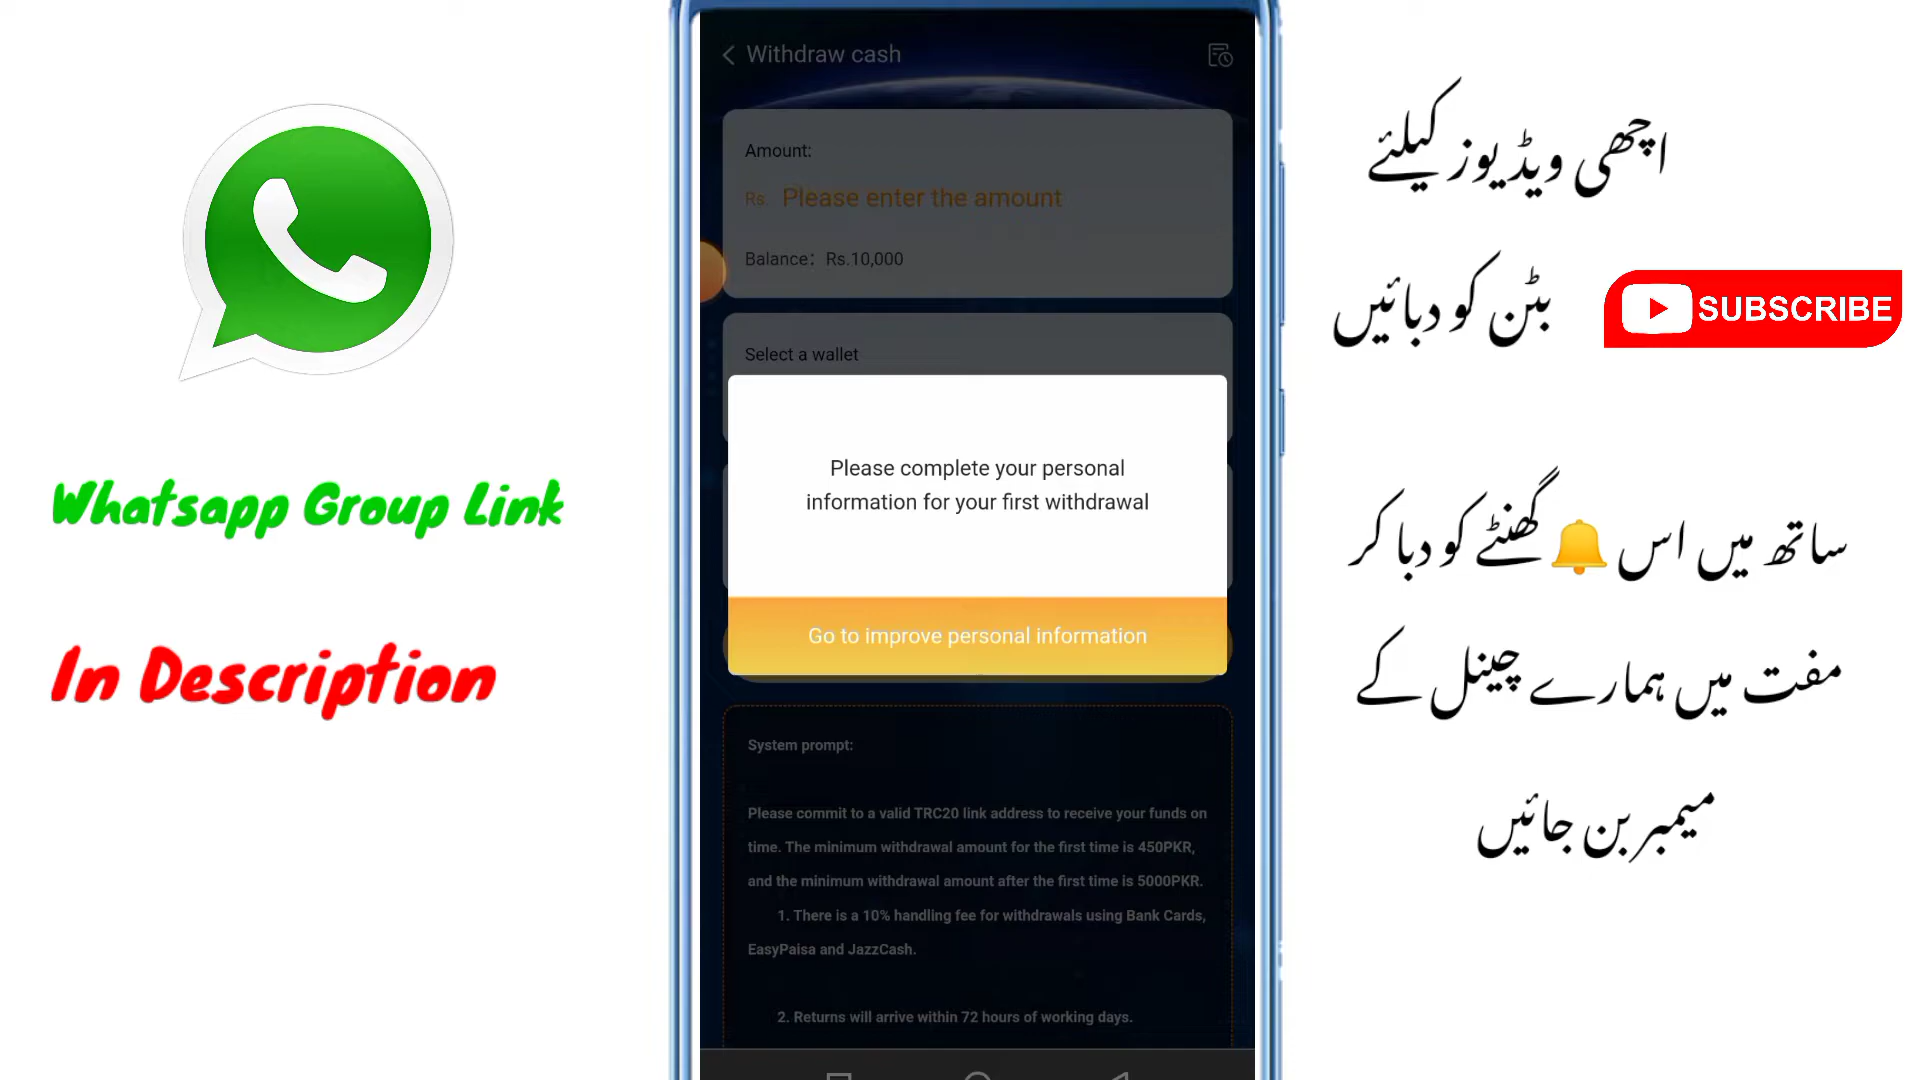 Withdraw cash
Amount:
Rs. Please enter the amount
Balance: Rs.10,000
Select a wallet
Please complete your personal
information for your first withdrawal
Go to improve personal information
System prompt:
Please commit to a valid TRC20 link address to receive your funds on
time. The minimum withdrawal amount for the first time is 450PKR,
and the minimum withdrawal amount after the first time is 5000PKR.
1. There is a 10% handling fee for withdrawals using Bank Cards,
EasyPaisa and JazzCash.
2. Returns will arrive within 72 hours of working days.
Whatsapp Group Link
In Description
اچھی ویڈیوز کیلئے
بٹن کو دبائیں
SUBSCRIBE
ساتھ میں اس 🔔 گھنٹے کو دبا کر
مفت میں ہمارے چینل کے
میمبر بن جائیں